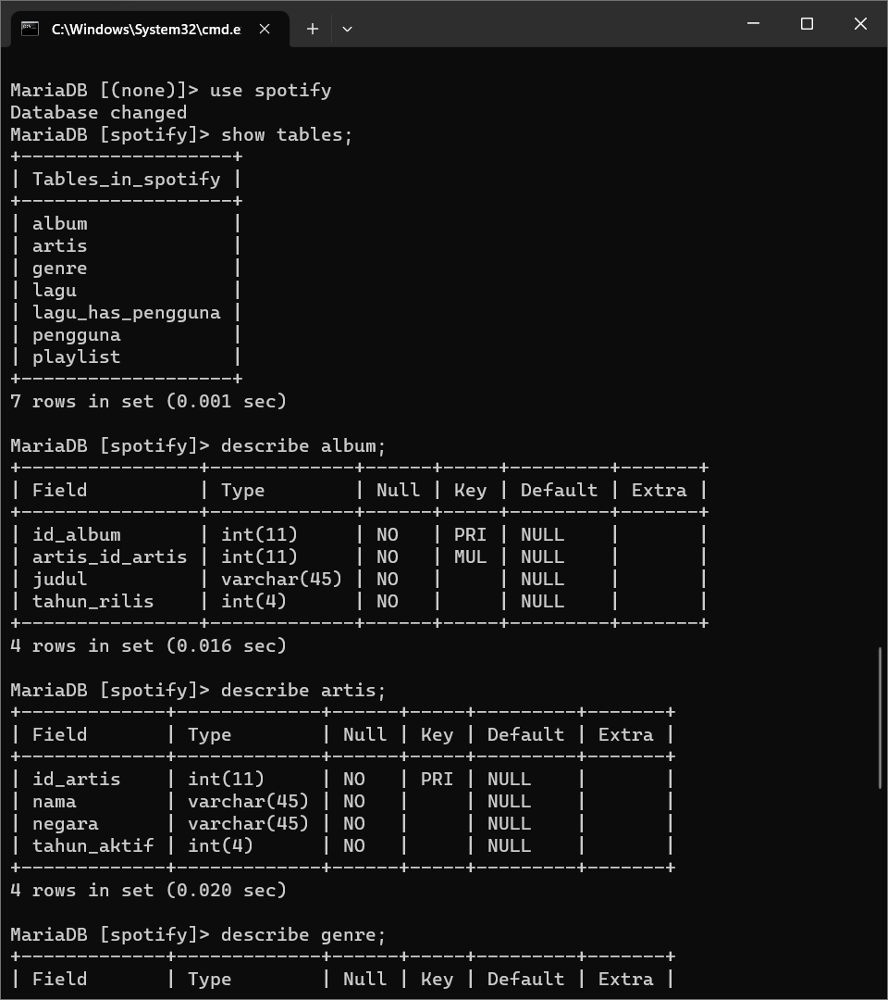 C:\Windows\System32\cmd.e
MariaDB [(none)]> use spotify
Database changed
MariaDB [spotify]> show tables;
+-------------------+
| Tables_in_spotify |
+-------------------+
| album             |
| artis             |
| genre             |
| lagu              |
| lagu_has_pengguna |
| pengguna          |
| playlist          |
+-------------------+
7 rows in set (0.001 sec)
MariaDB [spotify]> describe album;
+----------------+-------------+------+-----+---------+-------+
| Field          | Type        | Null | Key | Default | Extra |
+----------------+-------------+------+-----+---------+-------+
| id_album       | int(11)     | NO   | PRI | NULL    |       |
| artis_id_artis | int(11)     | NO   | MUL | NULL    |       |
| judul          | varchar(45) | NO   |     | NULL    |       |
| tahun_rilis    | int(4)      | NO   |     | NULL    |       |
+----------------+-------------+------+-----+---------+-------+
4 rows in set (0.016 sec)
MariaDB [spotify]> describe artis;
+-------------+-------------+------+-----+---------+-------+
| Field       | Type        | Null | Key | Default | Extra |
+-------------+-------------+------+-----+---------+-------+
| id_artis    | int(11)     | NO   | PRI | NULL    |       |
| nama        | varchar(45) | NO   |     | NULL    |       |
| negara      | varchar(45) | NO   |     | NULL    |       |
| tahun_aktif | int(4)      | NO   |     | NULL    |       |
+-------------+-------------+------+-----+---------+-------+
4 rows in set (0.020 sec)
MariaDB [spotify]> describe genre;
+-------------+-------------+------+-----+---------+-------+
| Field       | Type        | Null | Key | Default | Extra |